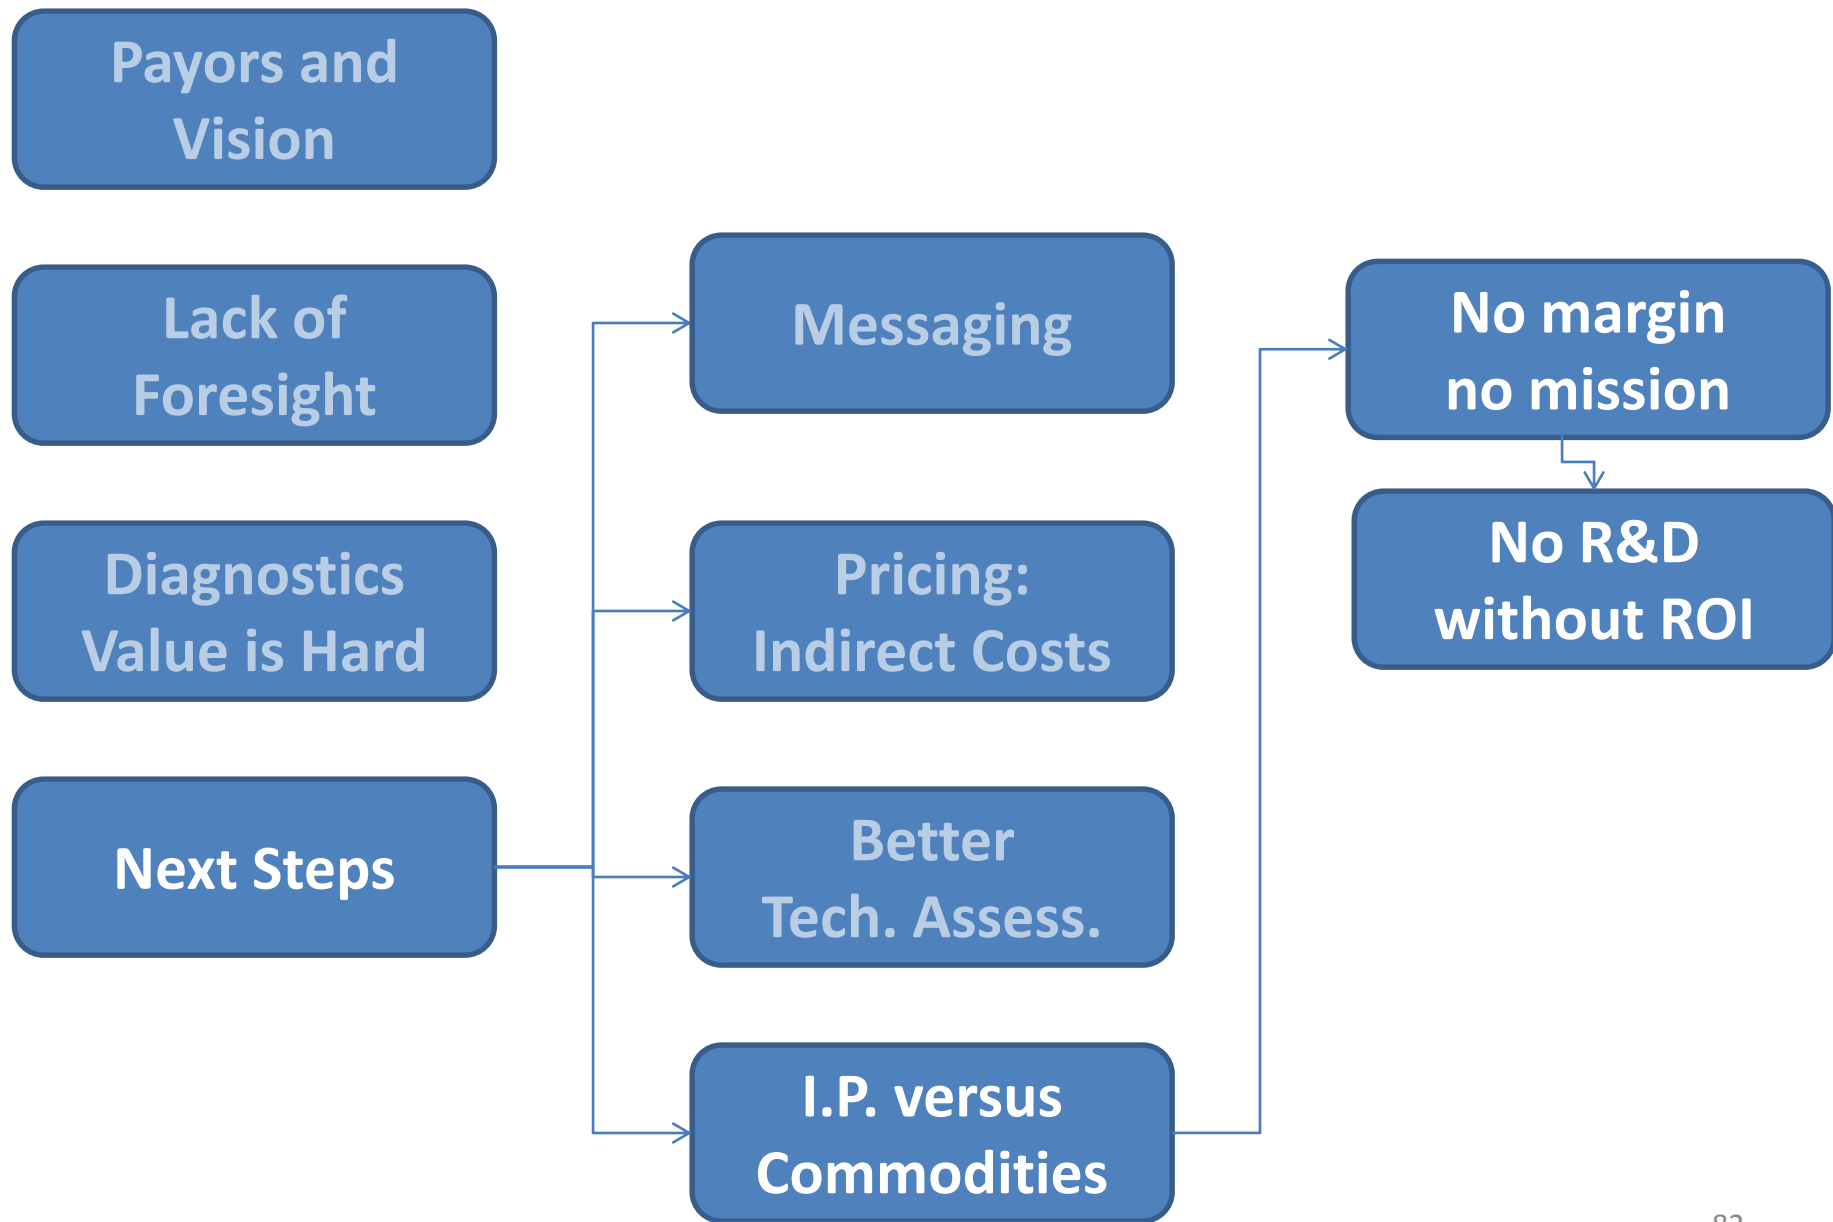 Payors and
Vision
Lack of
Foresight
Diagnostics
Value is Hard
Next Steps
Messaging
Pricing:
Indirect Costs
Better
Tech. Assess.
I.P. versus
Commodities
No margin
no mission
No R&D
without ROI